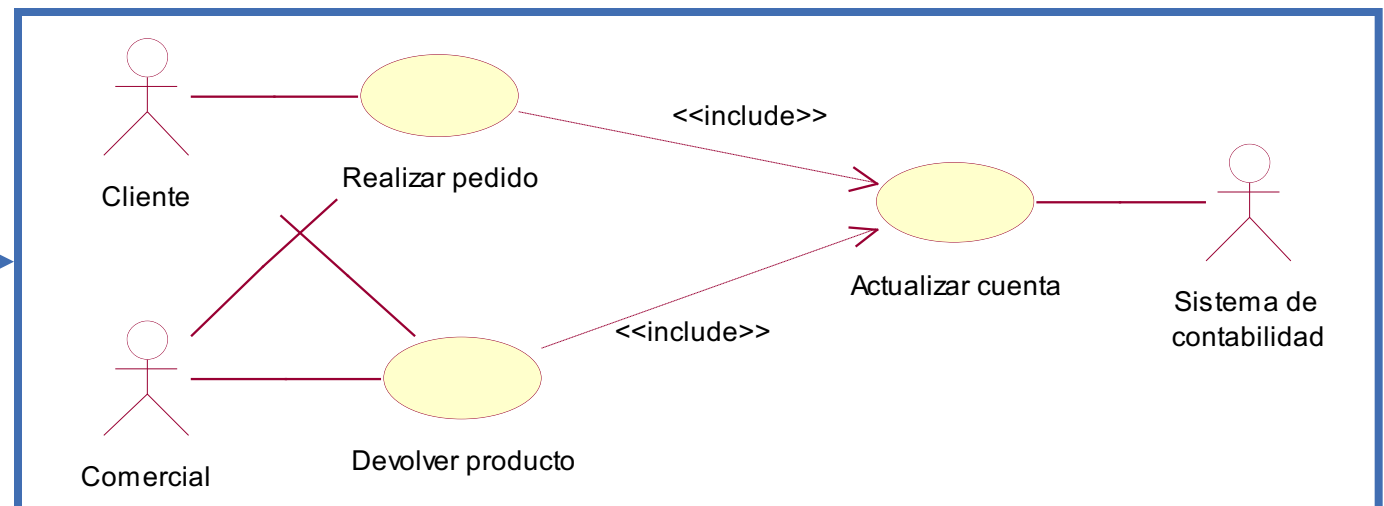 <<include>>
Realizar pedido
Cliente
Actualizar cuenta
Sistema de
contabilidad
<<include>>
Devolver producto
Comercial